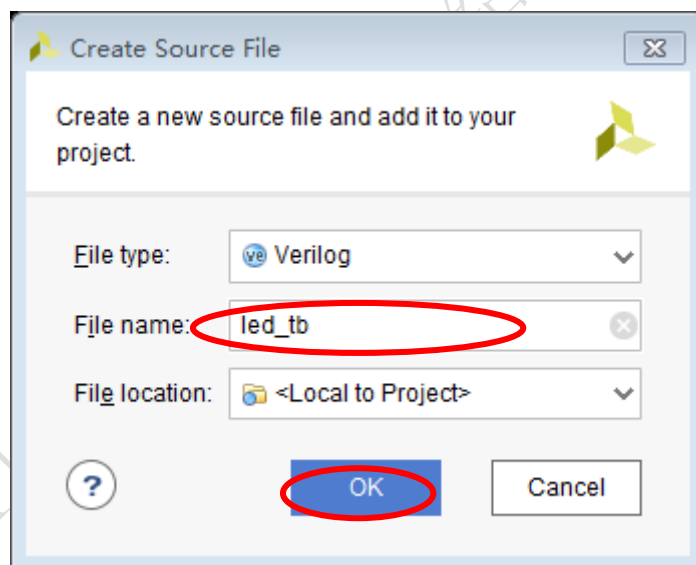 Create Source File
Create a new source file and add it to your
project.
File type: Verilog
File name: led_tb
File location: <Local to Project>
? OK Cancel